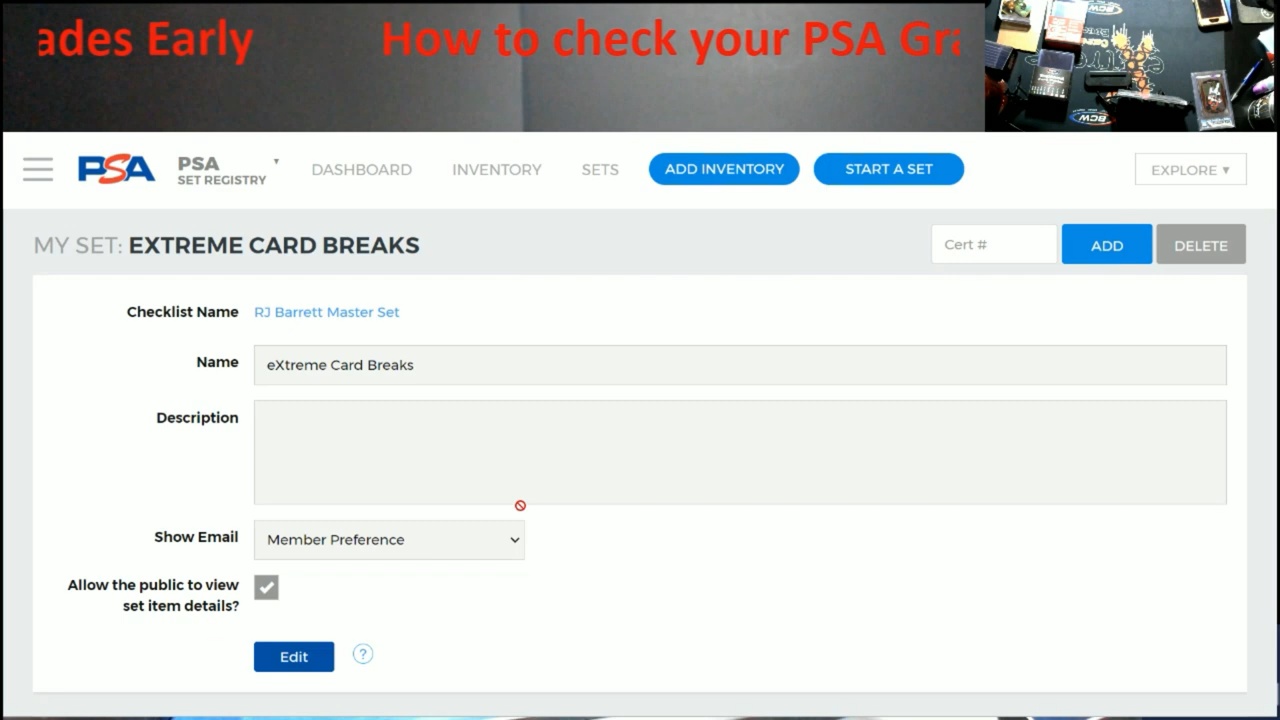 ades Early How to check your PSA Gra
BCW
BCW
PSA
PSA
SET REGISTRY
DASHBOARD
INVENTORY
SETS
ADD INVENTORY
START A SET
EXPLORE ▾
MY SET: EXTREME CARD BREAKS
Cert #
ADD
DELETE
Checklist Name RJ Barrett Master Set
Name eXtreme Card Breaks
Description
Show Email Member Preference
Allow the public to view
set item details?
Edit ?